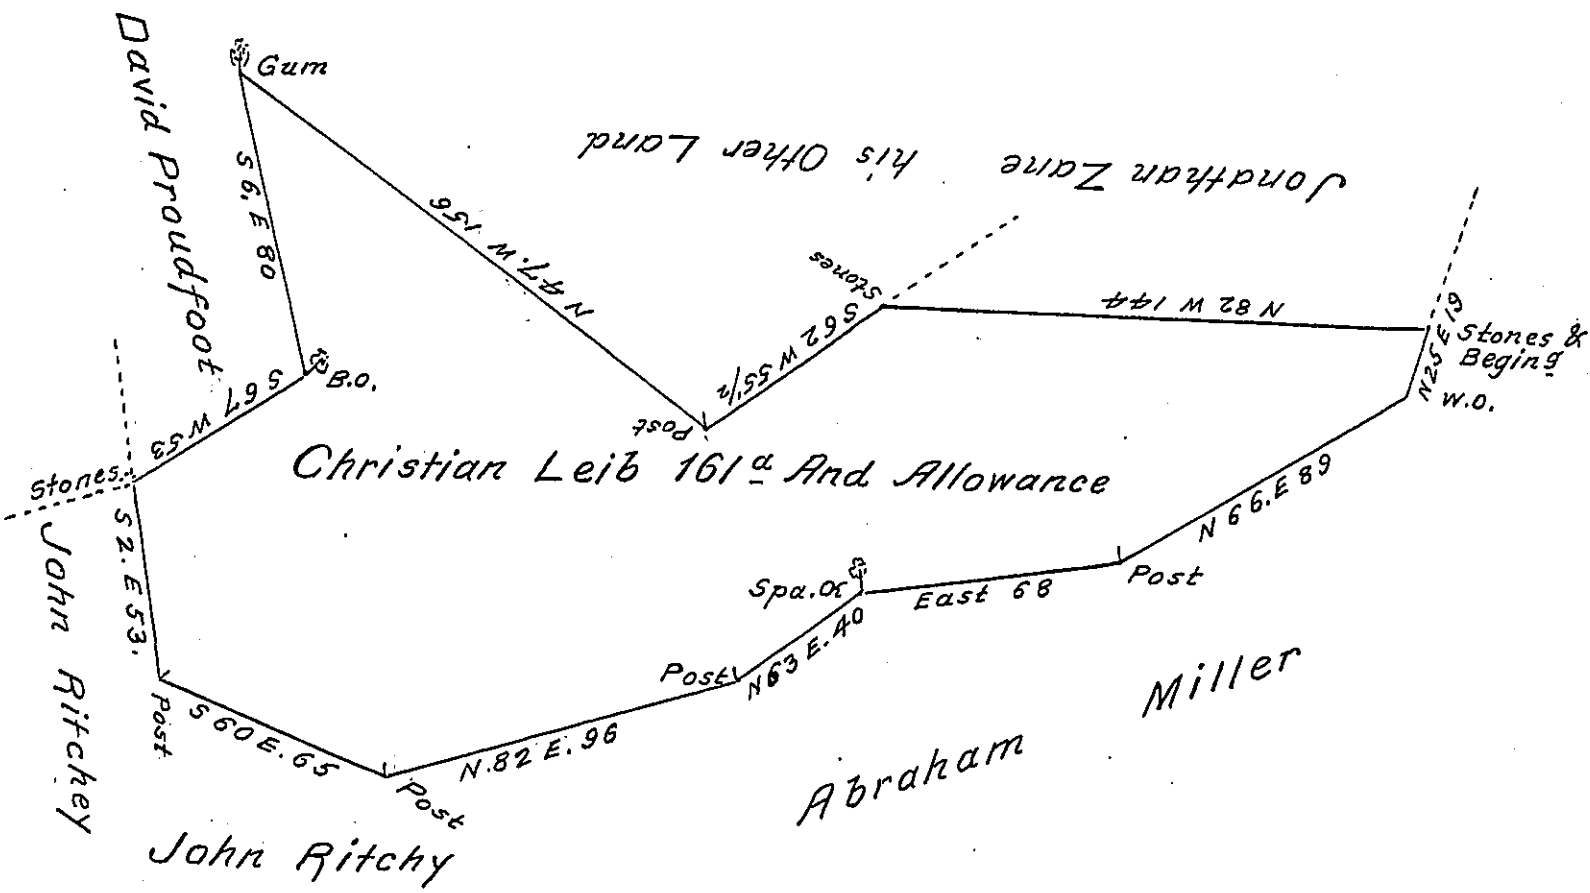 David Proudfoot
Gum
Jonathan Zane his Other Land
S 6. E 80
N 47. W 156
Stones
S 62 W 55 1/2
N 82 W 144
N 25 E 19
Stones &
Beging
W.O.
B.O.
S 67 W 53
Post
Stones
Christian Leib 161a And Allowance
N 66. E 89
S 2. E 53.
Spa. Ok
East 68
Post
John Ritchey
Post
N 63 E. 40
Post
S 60 E. 65
N. 82 E. 96
Post
Abraham Miller
John Ritchy